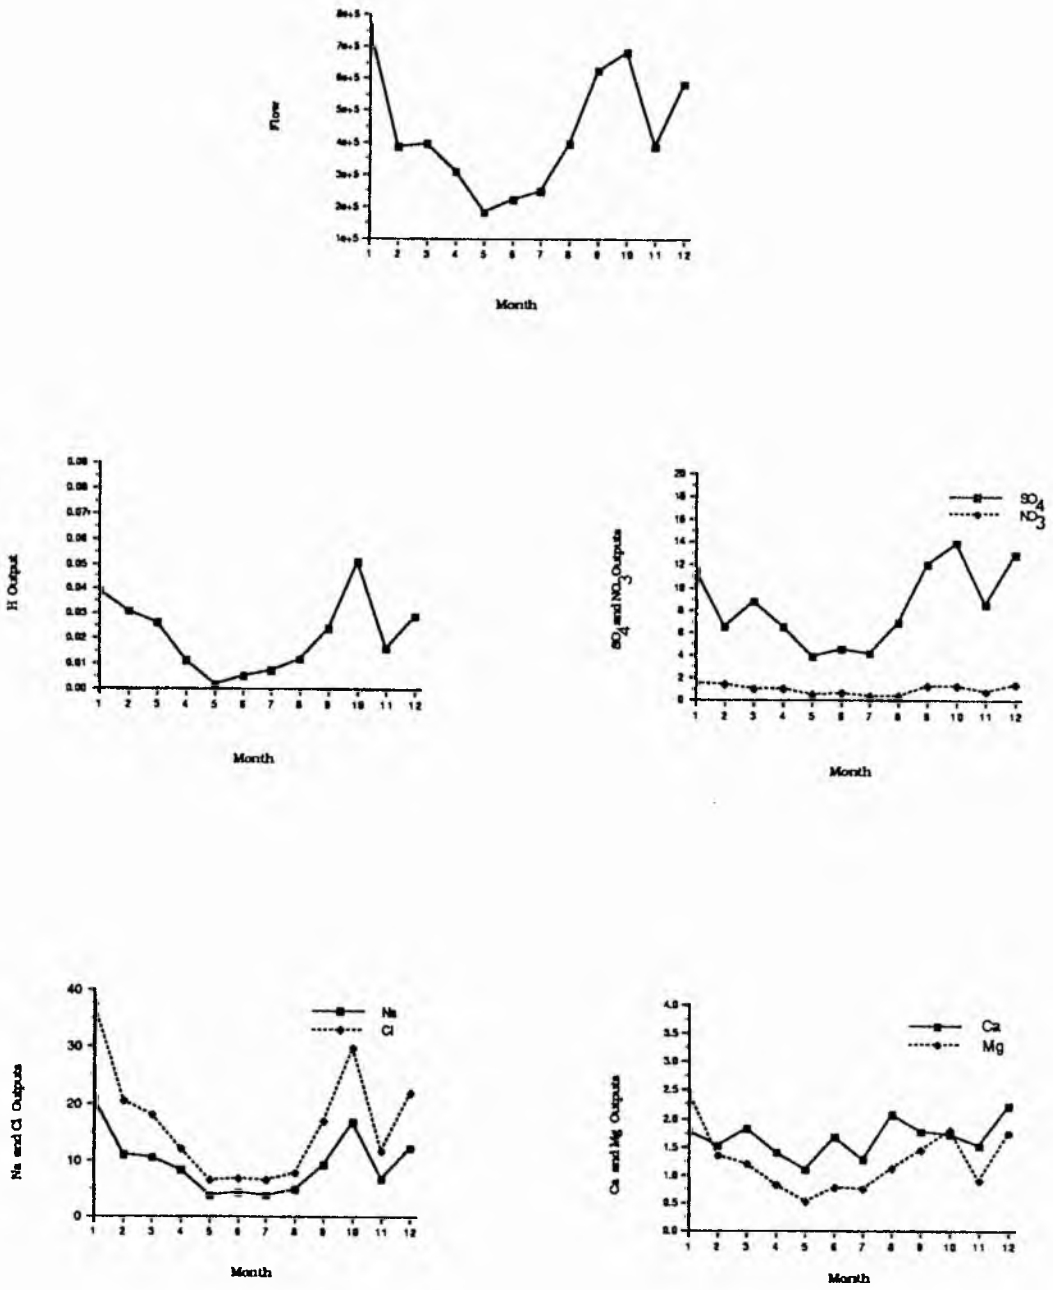 8e+5
7e+5
6e+5
5e+5
4e+5
3e+5
2e+5
1e+5
Flow
1 2 3 4 5 6 7 8 9 10 11 12
Month
0.09
0.08
0.07
0.06
0.05
0.04
0.03
0.02
0.01
0.00
H Output
1 2 3 4 5 6 7 8 9 10 11 12
Month
20
18
16
14
12
10
8
6
4
2
0
SO4 and NO3 Outputs
SO4
NO3
1 2 3 4 5 6 7 8 9 10 11 12
Month
40
30
20
10
0
Na and Cl Outputs
Na
Cl
1 2 3 4 5 6 7 8 9 10 11 12
Month
4.0
3.5
3.0
2.5
2.0
1.5
1.0
0.5
0.0
Ca and Mg Outputs
Ca
Mg
1 2 3 4 5 6 7 8 9 10 11 12
Month